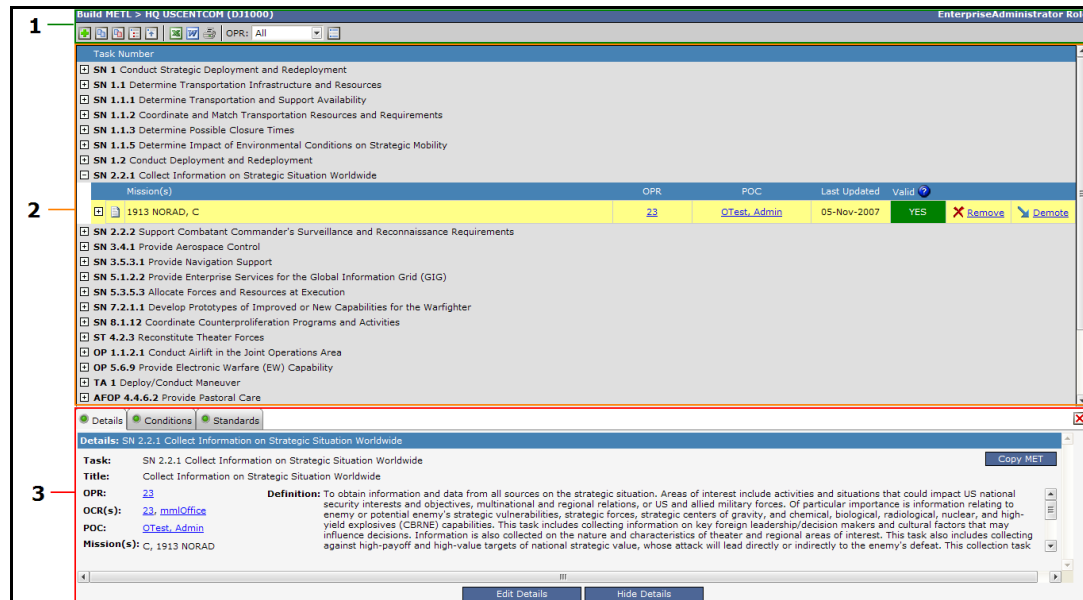 Build METL > HQ USCENTCOM (DJ1000) EnterpriseAdministrator Rol
1
OPR: All
Task Number
SN 1 Conduct Strategic Deployment and Redeployment
SN 1.1 Determine Transportation Infrastructure and Resources
SN 1.1.1 Determine Transportation and Support Availability
SN 1.1.2 Coordinate and Match Transportation Resources and Requirements
SN 1.1.3 Determine Possible Closure Times
SN 1.1.5 Determine Impact of Environmental Conditions on Strategic Mobility
SN 1.2 Conduct Deployment and Redeployment
SN 2.2.1 Collect Information on Strategic Situation Worldwide
Mission(s) OPR POC Last Updated Valid ?
2
1913 NORAD, C 23 OTest, Admin 05-Nov-2007 YES Remove Demote
SN 2.2.2 Support Combatant Commander's Surveillance and Reconnaissance Requirements
SN 3.4.1 Provide Aerospace Control
SN 3.5.3.1 Provide Navigation Support
SN 5.1.2.2 Provide Enterprise Services for the Global Information Grid (GIG)
SN 5.3.5.3 Allocate Forces and Resources at Execution
SN 7.2.1.1 Develop Prototypes of Improved or New Capabilities for the Warfighter
SN 8.1.12 Coordinate Counterproliferation Programs and Activities
ST 4.2.3 Reconstitute Theater Forces
OP 1.1.2.1 Conduct Airlift in the Joint Operations Area
OP 5.6.9 Provide Electronic Warfare (EW) Capability
TA 1 Deploy/Conduct Maneuver
AFOP 4.4.6.2 Provide Pastoral Care
Details Conditions Standards
Details: SN 2.2.1 Collect Information on Strategic Situation Worldwide
Task: SN 2.2.1 Collect Information on Strategic Situation Worldwide
Copy MET
Title: Collect Information on Strategic Situation Worldwide
3
OPR: 23
OCR(s): 23, mmlOffice
POC: OTest, Admin
Mission(s): C, 1913 NORAD
Definition: To obtain information and data from all sources on the strategic situation. Areas of interest include activities and situations that could impact US national
security interests and objectives, multinational and regional relations, or US and allied military forces. Of particular importance is information relating to
enemy or potential enemy's strategic vulnerabilities, strategic forces, strategic centers of gravity, and chemical, biological, radiological, nuclear, and high-
yield explosives (CBRNE) capabilities. This task includes collecting information on key foreign leadership/decision makers and cultural factors that may
influence decisions. Information is also collected on the nature and characteristics of theater and regional areas of interest. This task also includes collecting
against high-payoff and high-value targets of national strategic value, whose attack will lead directly or indirectly to the enemy's defeat. This collection task
Edit Details Hide Details